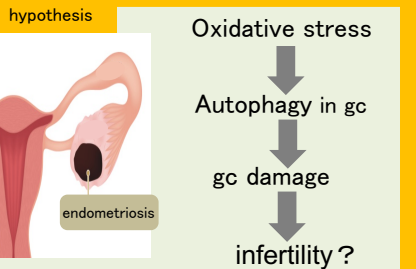 hypothesis
Oxidative stress
Autophagy in gc
gc damage
endometriosis
infertility？